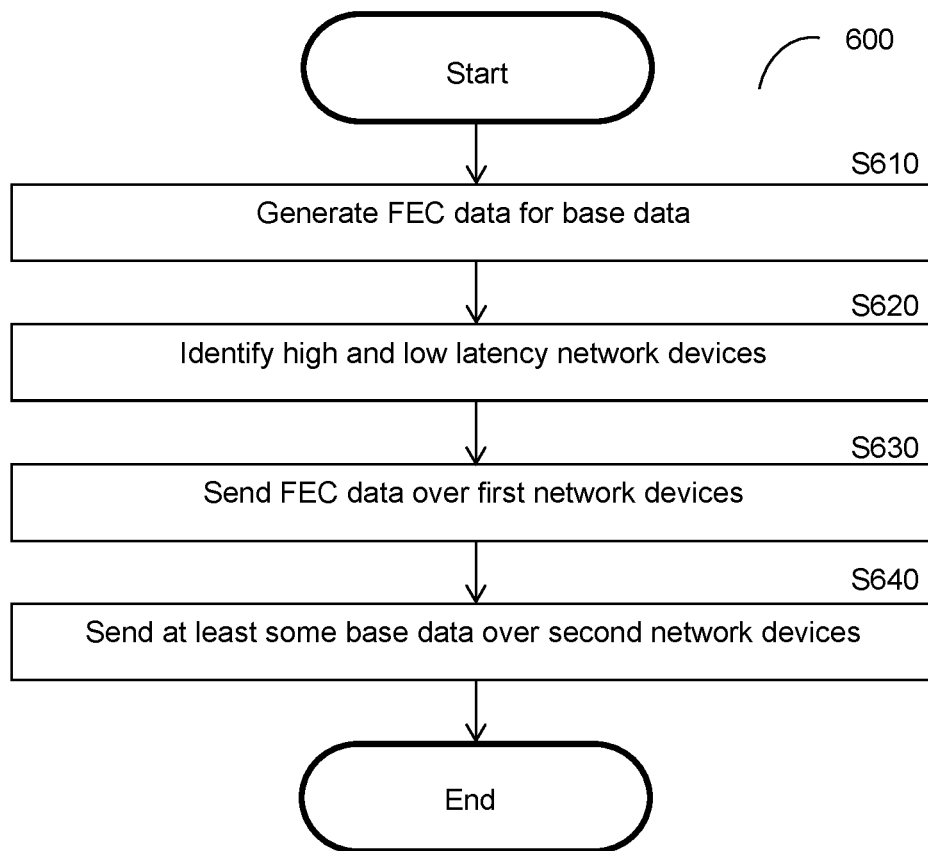 Start
600
S610
Generate FEC data for base data
S620
Identify high and low latency network devices
S630
Send FEC data over first network devices
S640
Send at least some base data over second network devices
End